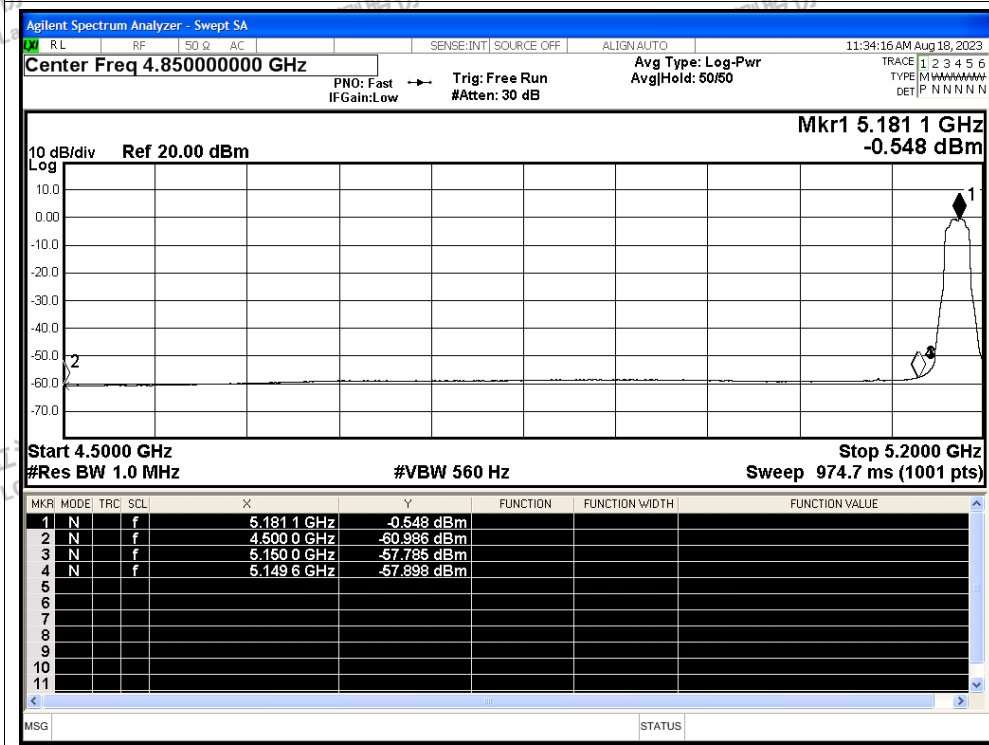 Agilent Spectrum Analyzer - Swept SA
LXI RL RF 50 Ω AC SENSE:INT SOURCE OFF ALIGN AUTO 11:34:16 AM Aug 18, 2023
Center Freq 4.850000000 GHz
PNO: Fast
IFGain:Low
Trig: Free Run
#Atten: 30 dB
Avg Type: Log-Pwr
Avg|Hold: 50/50
TRACE 1 2 3 4 5 6
TYPE M
DET P N N N N N
Mkr1 5.181 1 GHz
-0.548 dBm
10 dB/div Ref 20.00 dBm
Log
10.0
0.00
-10.0
-20.0
-30.0
-40.0
-50.0
-60.0
-70.0
1
2
Start 4.5000 GHz Stop 5.2000 GHz
#Res BW 1.0 MHz #VBW 560 Hz Sweep 974.7 ms (1001 pts)
MKR MODE TRC SCL X Y FUNCTION FUNCTION WIDTH FUNCTION VALUE
1 N f 5.181 1 GHz -0.548 dBm
2 N f 4.500 0 GHz -60.986 dBm
3 N f 5.150 0 GHz -57.785 dBm
4 N f 5.149 6 GHz -57.898 dBm
5
6
7
8
9
10
11
MSG STATUS